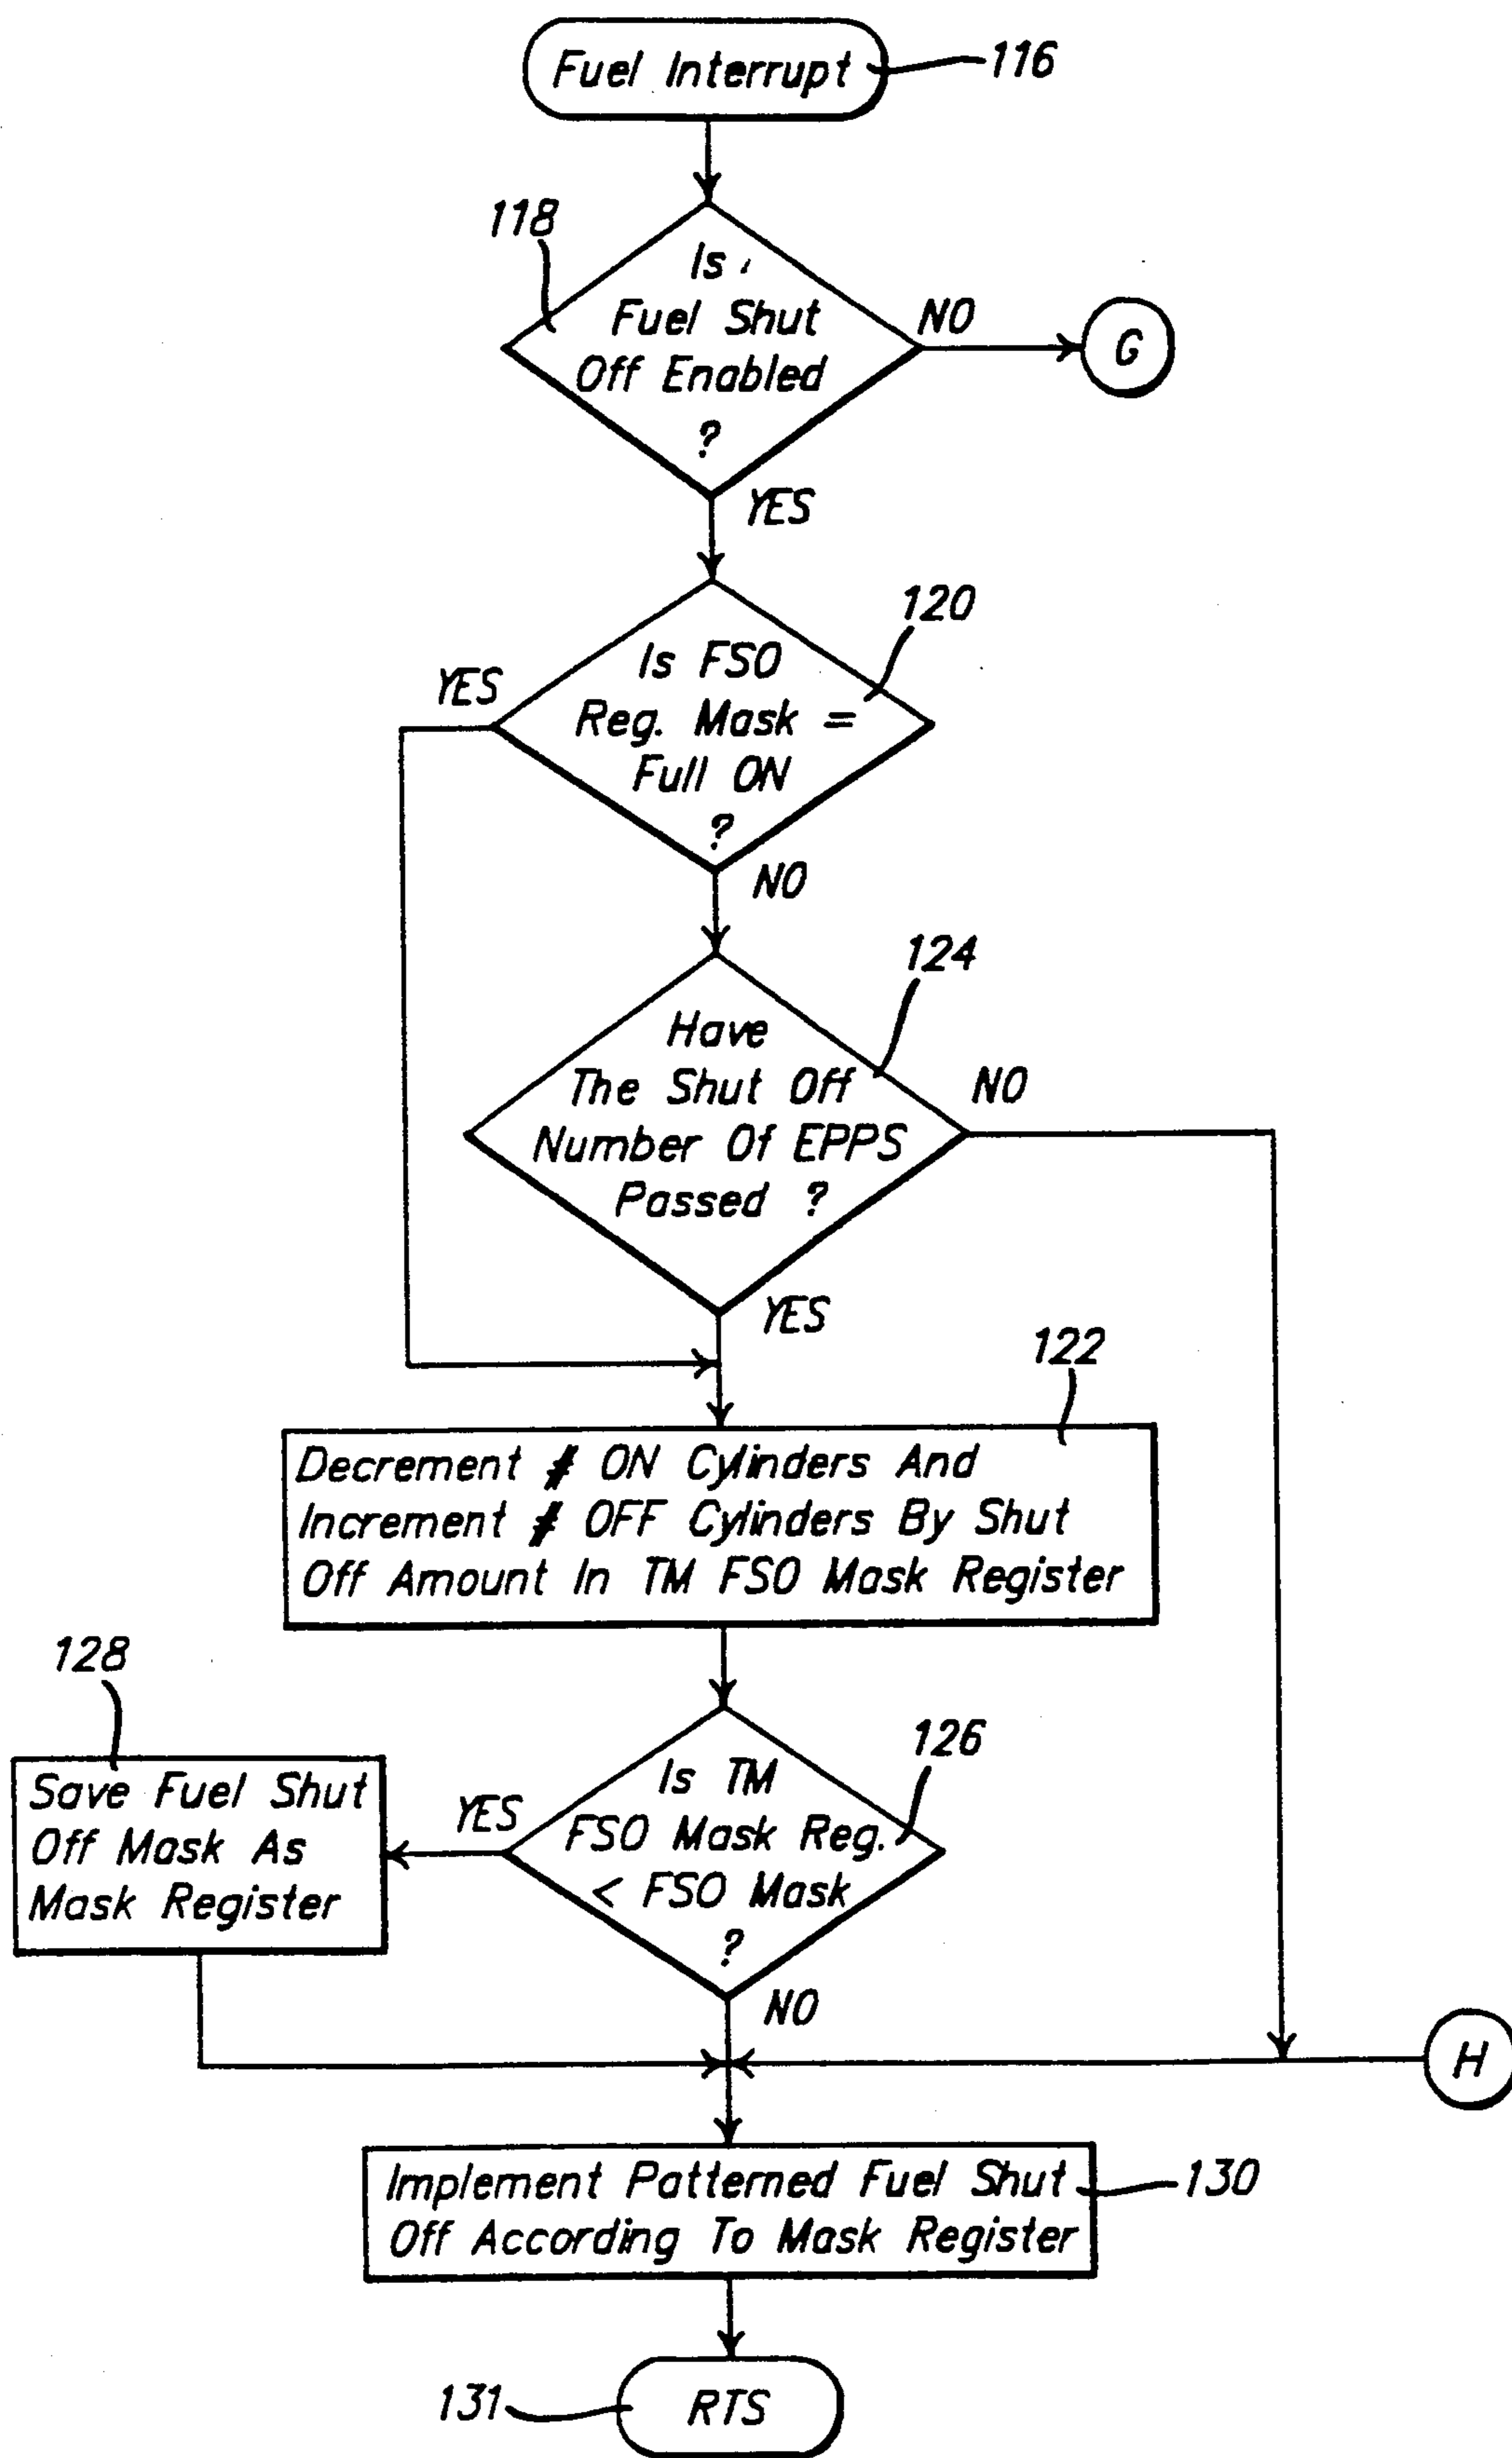 Fuel Interrupt
116
118
Is
Fuel Shut
Off Enabled
?
NO
G
YES
120
Is FSO
Reg. Mask =
Full ON
?
YES
NO
124
Have
The Shut Off
Number Of EPPS
Passed ?
NO
YES
122
Decrement # ON Cylinders And
Increment # OFF Cylinders By Shut
Off Amount In TM FSO Mask Register
128
Save Fuel Shut
Off Mask As
Mask Register
YES
126
Is TM
FSO Mask Reg.
< FSO Mask
?
NO
H
Implement Patterned Fuel Shut
Off According To Mask Register
130
131
RTS